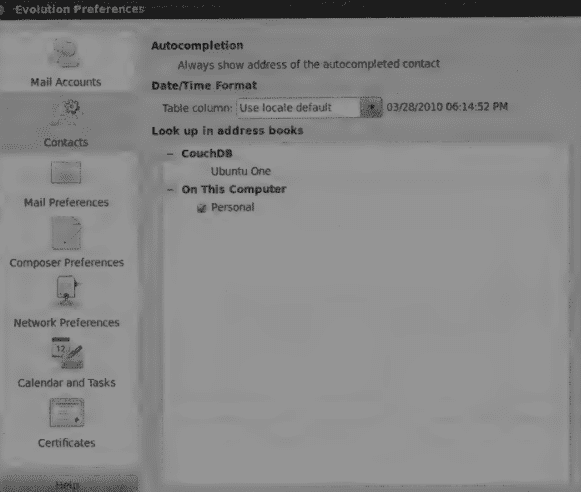 Evolution Preferences
Mail Accounts
Contacts
Mail Preferences
Composer Preferences
Network Preferences
Calendar and Tasks
12
Certificates
Help
Autocompletion
Always show address of the autocompleted contact
Date/Time Format
Table column: Use locale default 03/28/2010 06:14:52 PM
Look up in address books
− CouchDB
Ubuntu One
− On This Computer
Personal